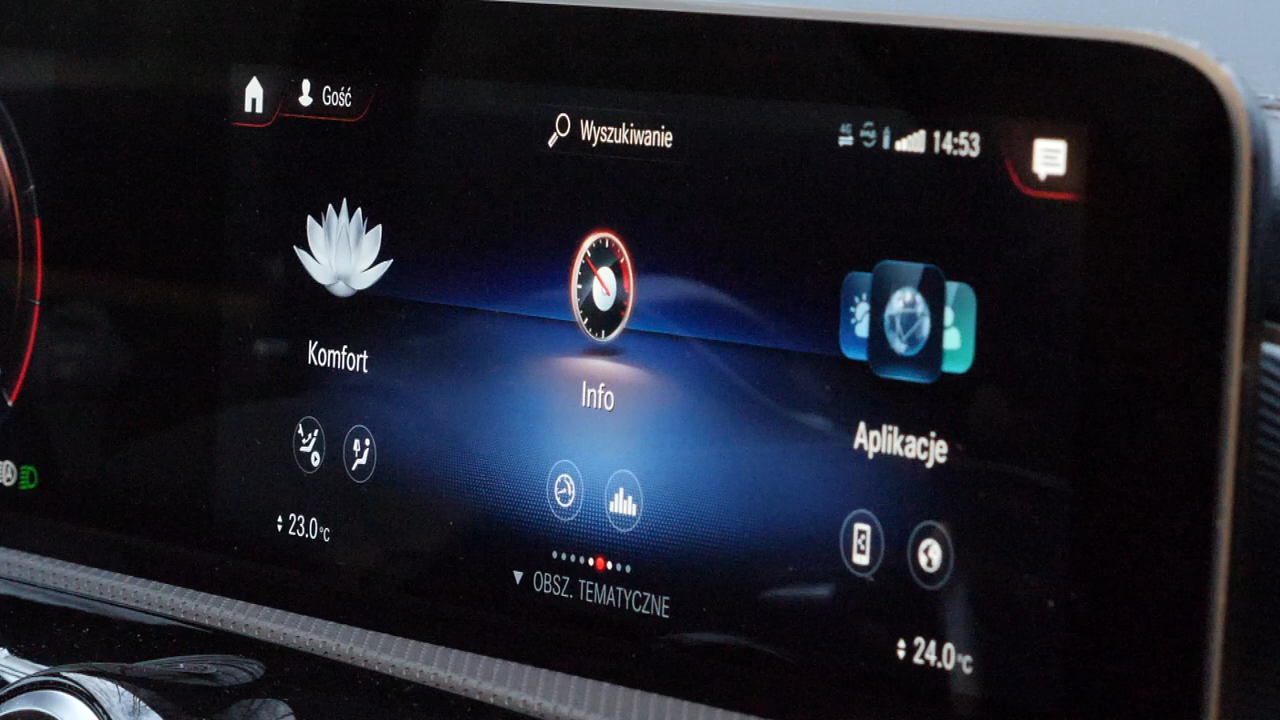 Gość
Wyszukiwanie
14:53
Komfort
Info
Aplikacje
23.0°C
▼ OBSZ. TEMATYCZNE
24.0°C